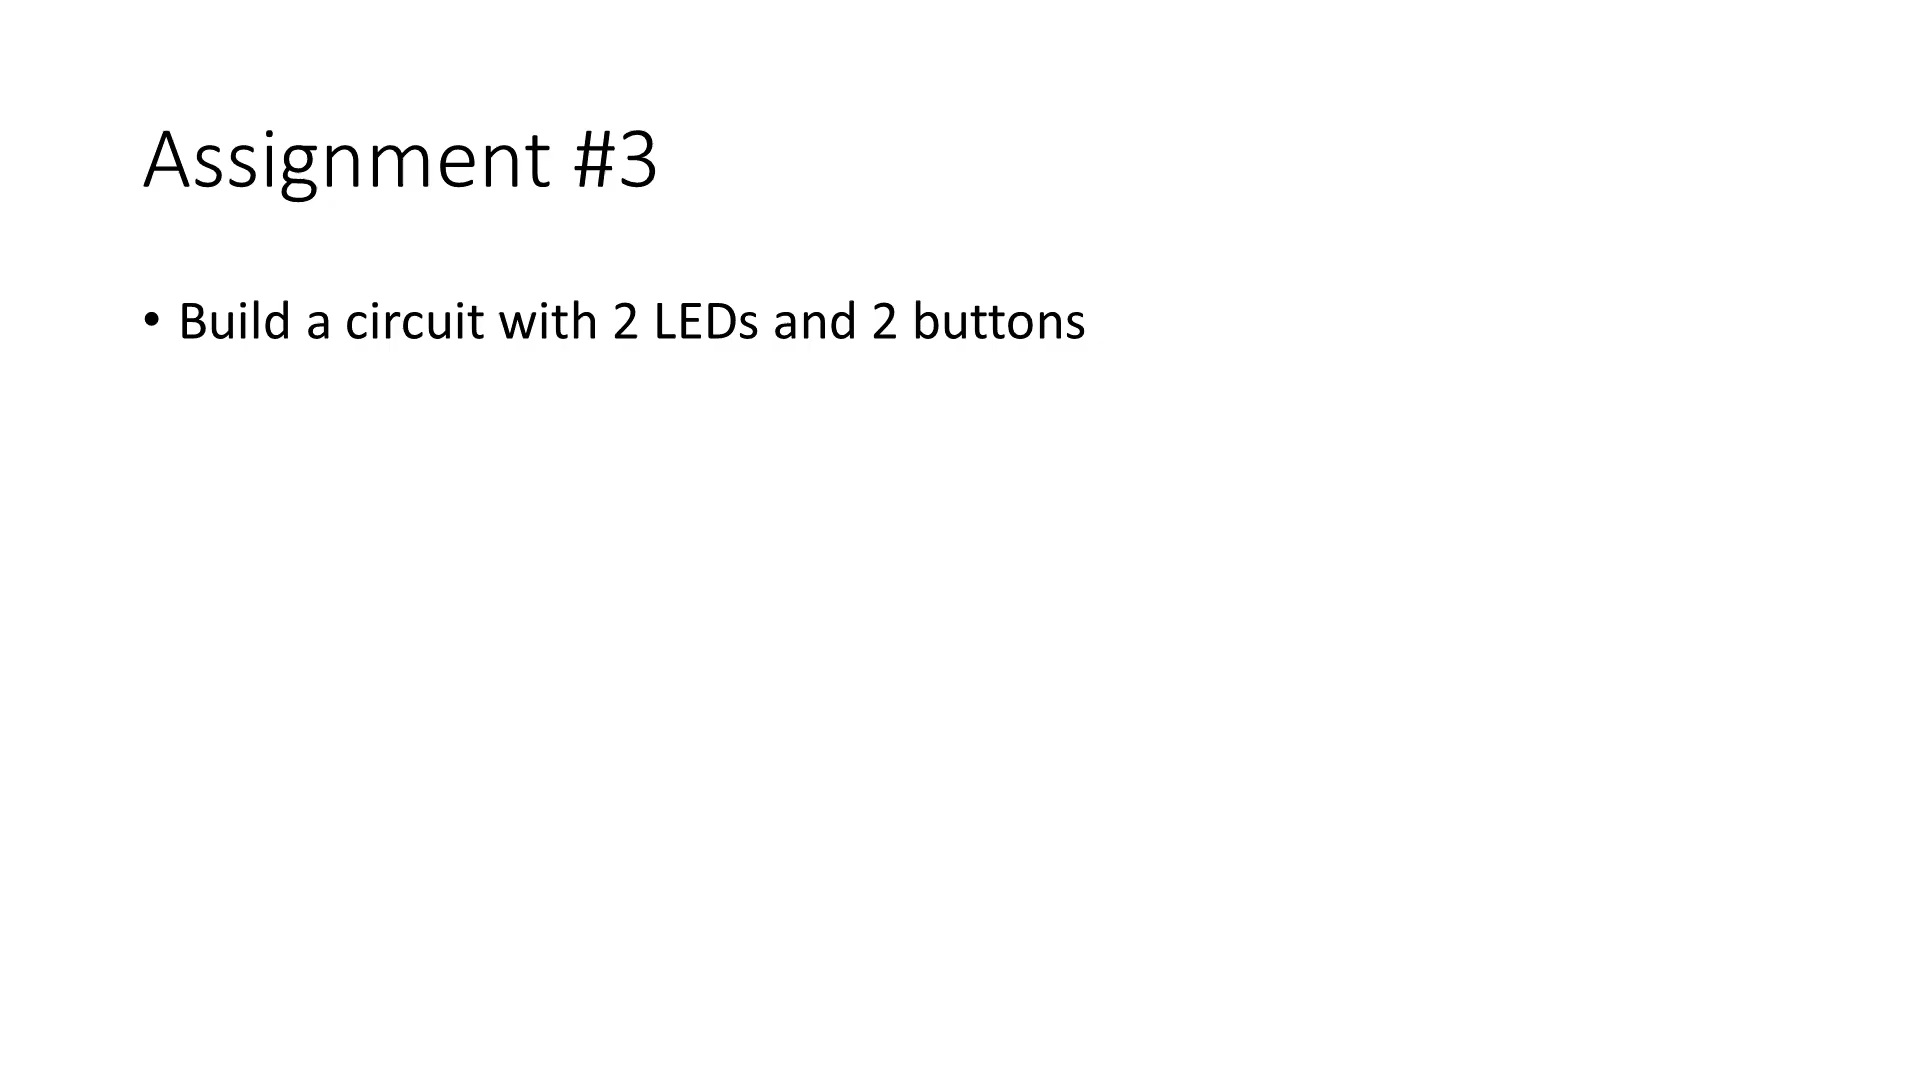 Assignment #3
• Build a circuit with 2 LEDs and 2 buttons